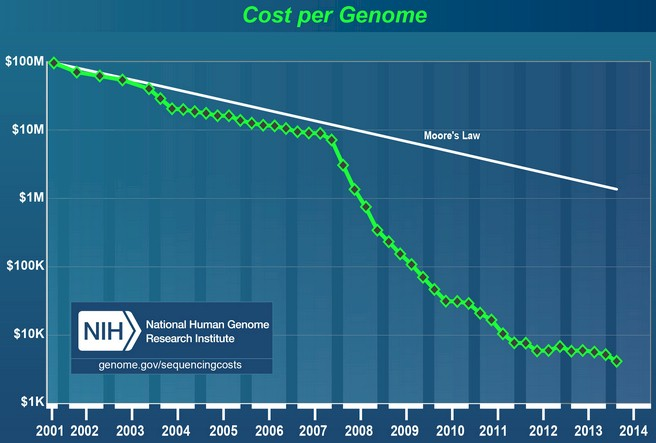 Cost per Genome
$100M
$10M
$1M
$100K
$10K
$1K
Moore's Law
NIH
National Human Genome
Research Institute
genome.gov/sequencingcosts
2001 2002 2003 2004 2005 2006 2007 2008 2009 2010 2011 2012 2013 2014